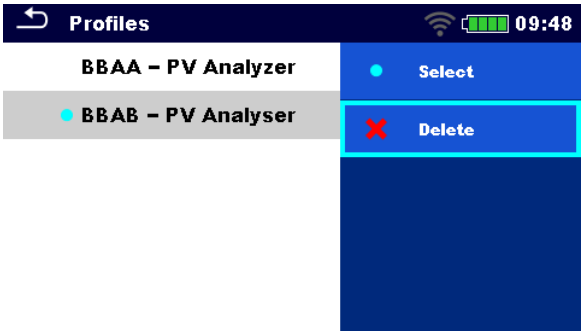 Profiles 09:48
BBAA – PV Analyzer
BBAB – PV Analyser
Select
Delete